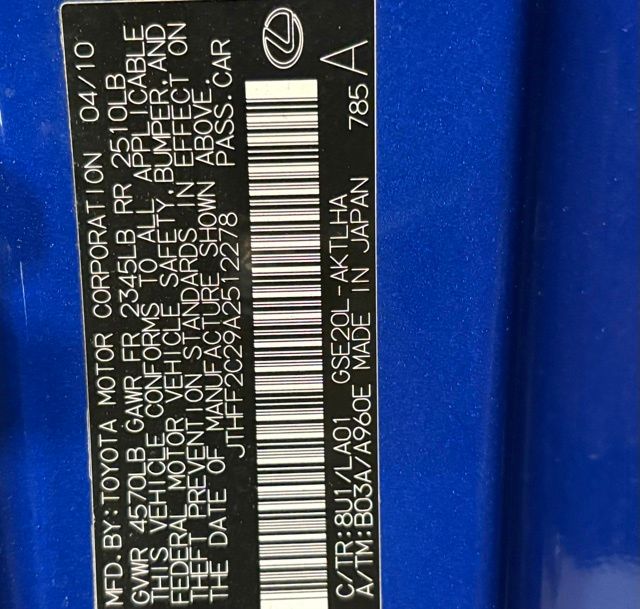 MFD.BY:TOYOTA MOTOR CORPORATION 04/10
GVWR 4570LB GAWR FR 2345LB RR 2510LB
THIS VEHICLE CONFORMS TO ALL APPLICABLE
FEDERAL MOTOR VEHICLE SAFETY,BUMPER,AND
THEFT PREVENTION STANDARDS IN EFFECT ON
THE DATE OF MANUFACTURE SHOWN ABOVE.
JTHFF2C29A2512278 PASS.CAR
C/TR:8U1/LA01 GSE20L-AKTLHA
A/TM:B03A/A960E MADE IN JAPAN 785 A